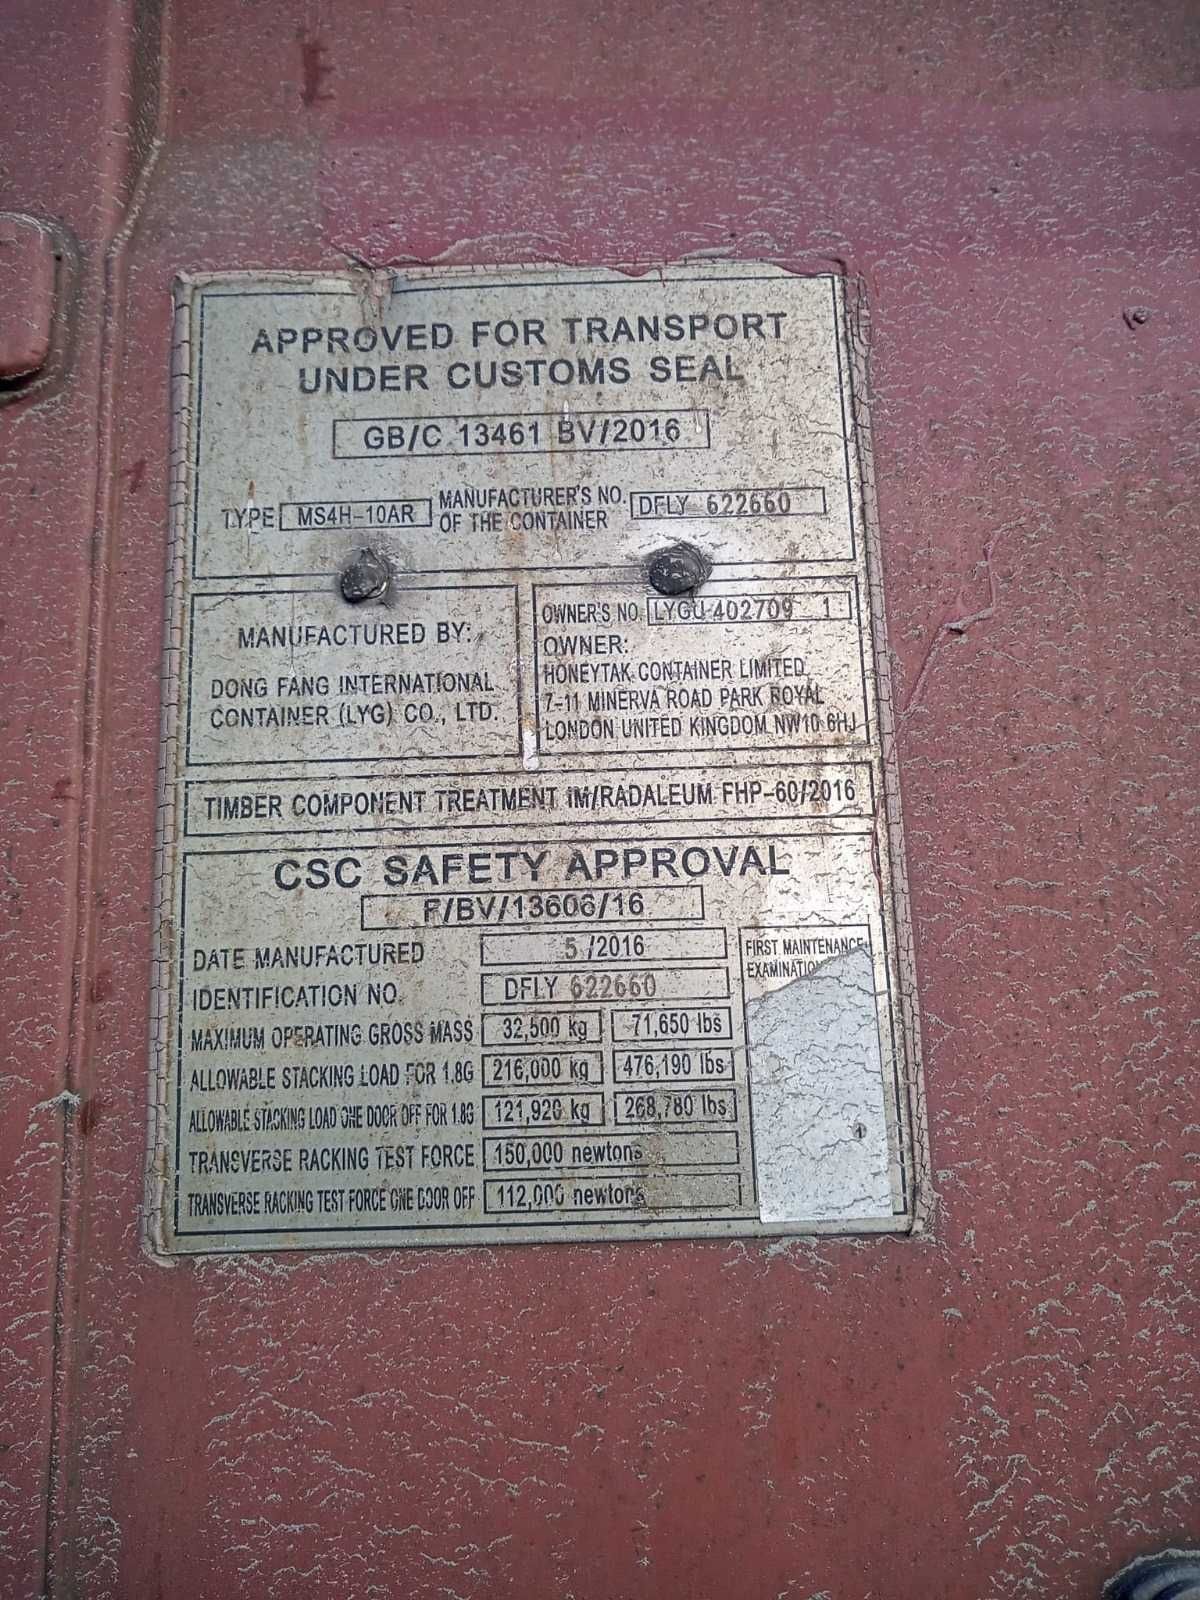 APPROVED FOR TRANSPORT
UNDER CUSTOMS SEAL
GB/C 13461 BV/2016
TYPE MS4H-10AR MANUFACTURER'S NO. OF THE CONTAINER DFLY 622660
MANUFACTURED BY:
DONG FANG INTERNATIONAL
CONTAINER (LYG) CO., LTD.
OWNER'S NO. LYGU 402709 1
OWNER:
HONEYTAK CONTAINER LIMITED
7-11 MINERVA ROAD PARK ROYAL
LONDON UNITED KINGDOM NW10 6HJ
TIMBER COMPONENT TREATMENT IM/RADALEUM FHP-60/2016
CSC SAFETY APPROVAL
F/BV/13606/16
DATE MANUFACTURED 5 /2016
IDENTIFICATION NO. DFLY 622660
MAXIMUM OPERATING GROSS MASS 32,500 kg 71,650 lbs
ALLOWABLE STACKING LOAD FOR 1.8G 216,000 kg 476,190 lbs
ALLOWABLE STACKING LOAD ONE DOOR OFF FOR 1.8G 121,920 kg 268,780 lbs
TRANSVERSE RACKING TEST FORCE 150,000 newtons
TRANSVERSE RACKING TEST FORCE ONE DOOR OFF 112,000 newtons
FIRST MAINTENANCE
EXAMINATION